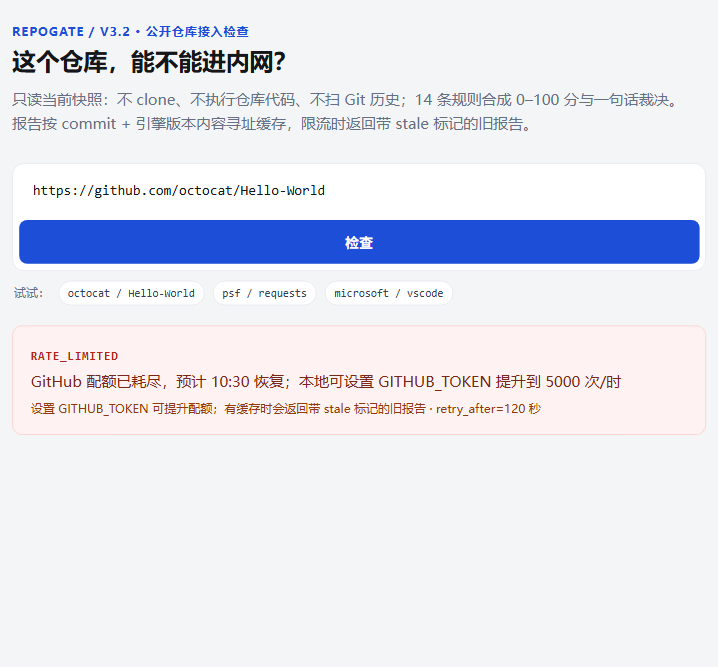 REPOGATE / V3.2 • 公开仓库接入检查
这个仓库，能不能进内网？
只读当前快照：不 clone、不执行仓库代码、不扫 Git 历史；14 条规则合成 0–100 分与一句话裁决。
报告按 commit + 引擎版本内容寻址缓存，限流时返回带 stale 标记的旧报告。
https://github.com/octocat/Hello-World
检查
试试： octocat / Hello-World psf / requests microsoft / vscode
RATE_LIMITED
GitHub 配额已耗尽，预计 10:30 恢复；本地可设置 GITHUB_TOKEN 提升到 5000 次/时
设置 GITHUB_TOKEN 可提升配额；有缓存时会返回带 stale 标记的旧报告 · retry_after=120 秒